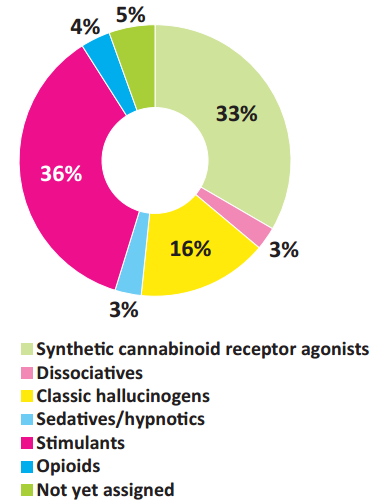 5%
4%
33%
36%
16%
3%
3%
Synthetic cannabinoid receptor agonists
Dissociatives
Classic hallucinogens
Sedatives/hypnotics
Stimulants
Opioids
Not yet assigned